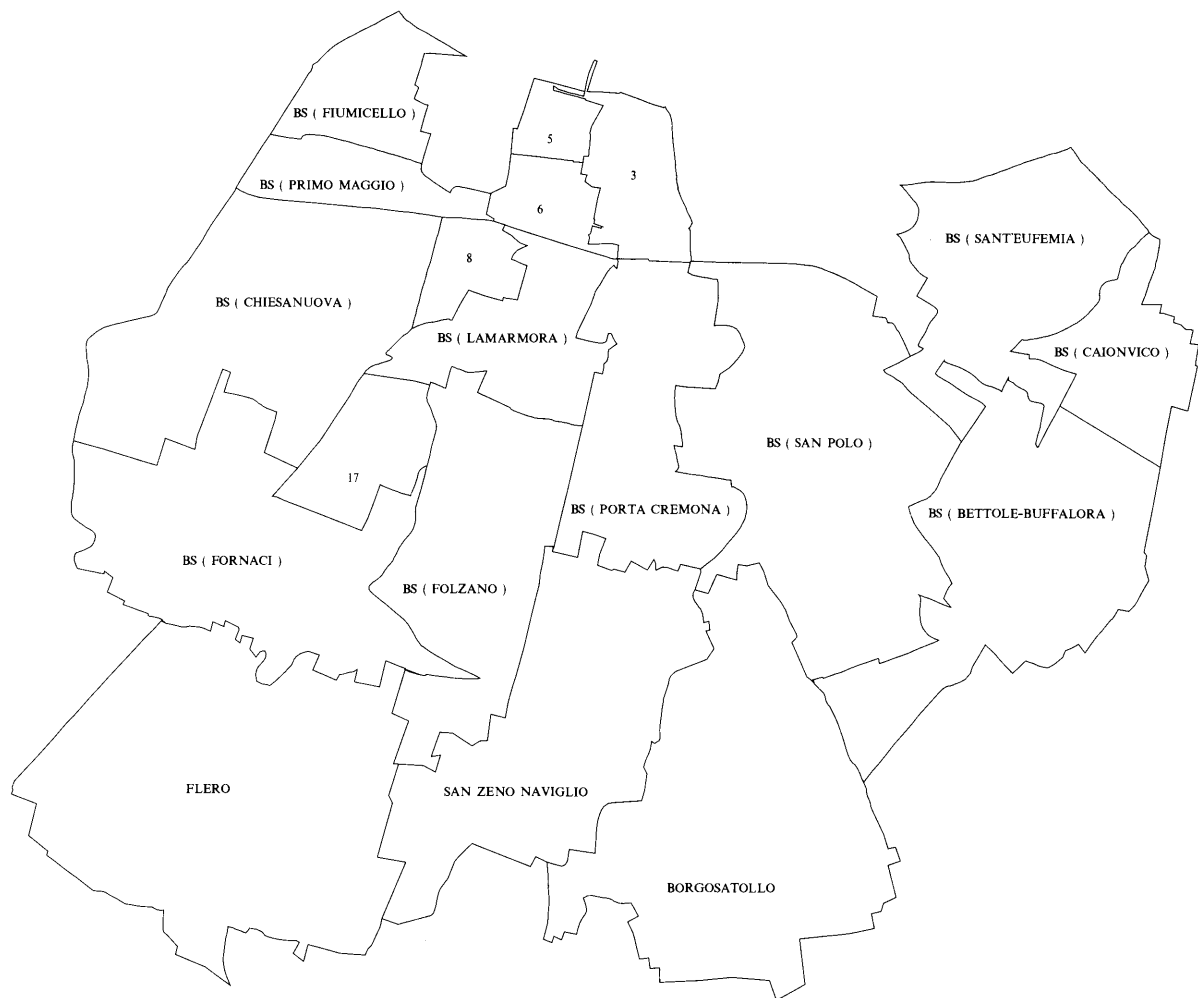 BS ( FIUMICELLO )
5
BS ( PRIMO MAGGIO )
3
6
BS ( SANT'EUFEMIA )
8
BS ( CHIESANUOVA )
BS ( LAMARMORA )
BS ( CAIONVICO )
BS ( SAN POLO )
17
BS ( PORTA CREMONA )
BS ( BETTOLE-BUFFALORA )
BS ( FORNACI )
BS ( FOLZANO )
FLERO
SAN ZENO NAVIGLIO
BORGOSATOLLO